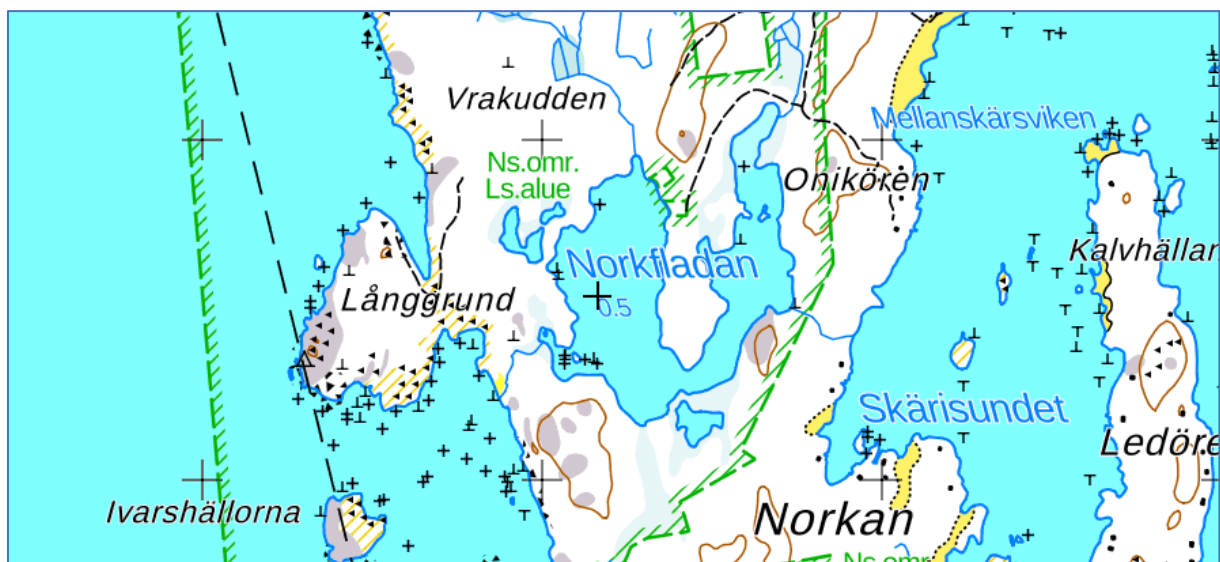 Vrakudden
Mellanskärsviken
Ns.omr.
Ls.alue
Onikören
Norkfladan
Kalvhällar
Långgrund
0.5
Skärisundet
Ledöre
Ivarshällorna
Norkan
Ns.omr